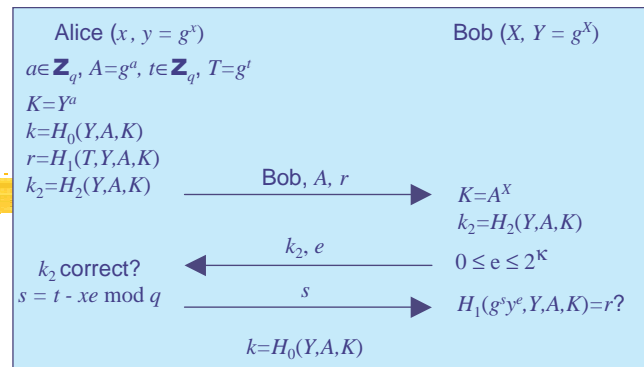 Alice (x, y = g^x)
Bob (X, Y = g^X)
a∈Z_q, A=g^a, t∈Z_q, T=g^t
K=Y^a
k=H_0(Y,A,K)
r=H_1(T,Y,A,K)
k_2=H_2(Y,A,K)
Bob, A, r
K=A^X
k_2=H_2(Y,A,K)
k_2, e
0 ≤ e ≤ 2^κ
k_2 correct?
s = t - xe mod q
s
H_1(g^s y^e,Y,A,K)=r?
k=H_0(Y,A,K)